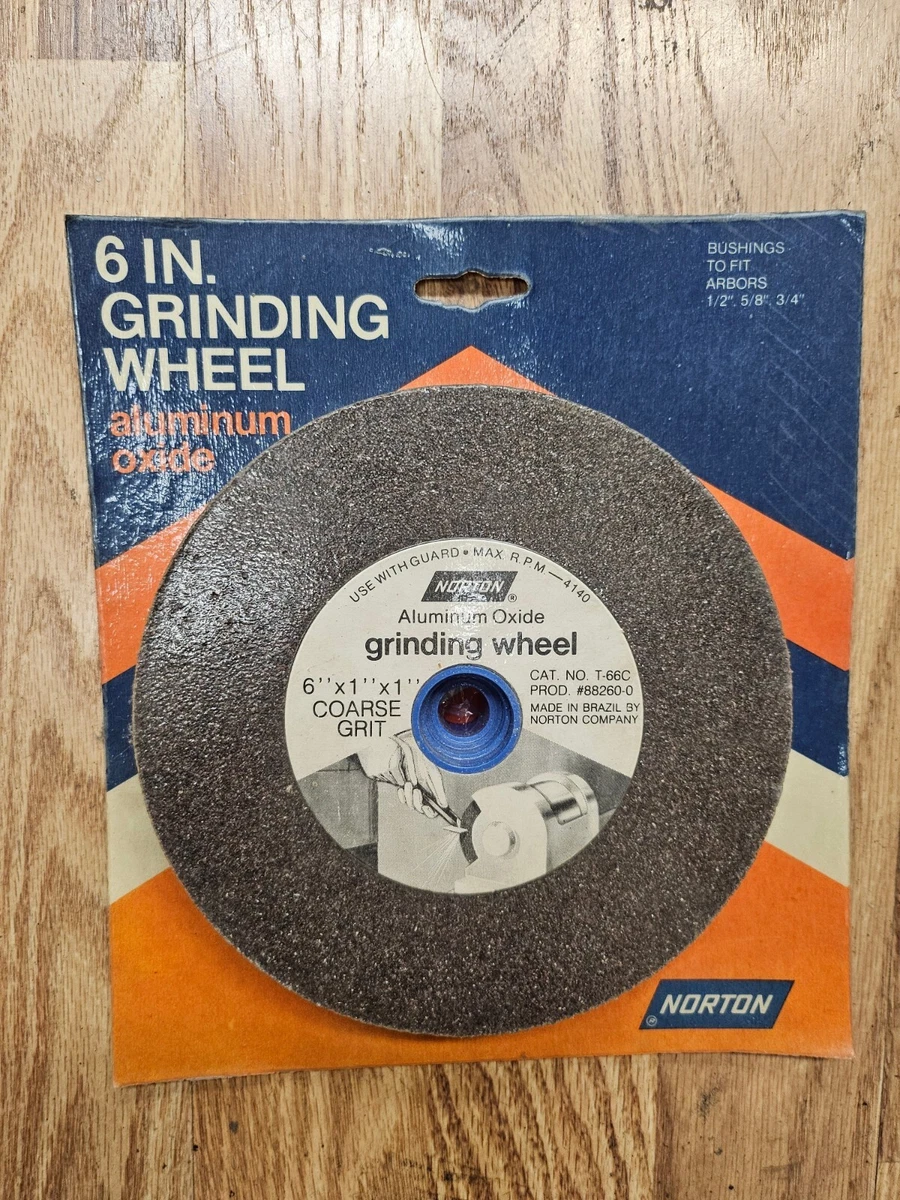 6 IN.
GRINDING
WHEEL
aluminum
oxide
BUSHINGS
TO FIT
ARBORS
1/2". 5/8". 3/4"
USE WITH GUARD • MAX R.P.M — 4140
NORTON
®
Aluminum Oxide
grinding wheel
6''x1''x1''
COARSE
GRIT
CAT. NO. T-66C
PROD. #88260-0
MADE IN BRAZIL BY
NORTON COMPANY
NORTON
®